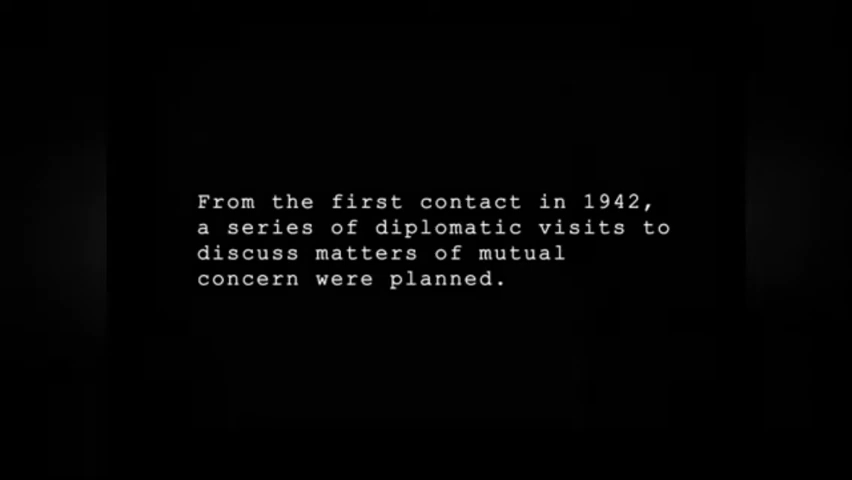 From the first contact in 1942,
a series of diplomatic visits to
discuss matters of mutual
concern were planned.